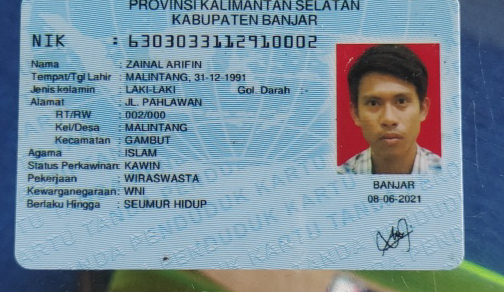 PROVINSI KALIMANTAN SELATAN
KABUPATEN BANJAR
NIK : 6303033112910002
Nama : ZAINAL ARIFIN
Tempat/Tgl Lahir : MALINTANG, 31-12-1991
Jenis kelamin : LAKI-LAKI Gol. Darah :-
Alamat : JL. PAHLAWAN
RT/RW : 002/000
Kel/Desa : MALINTANG
Kecamatan : GAMBUT
Agama : ISLAM
Status Perkawinan: KAWIN
Pekerjaan : WIRASWASTA
Kewarganegaraan: WNI
Berlaku Hingga : SEUMUR HIDUP
BANJAR
08-06-2021